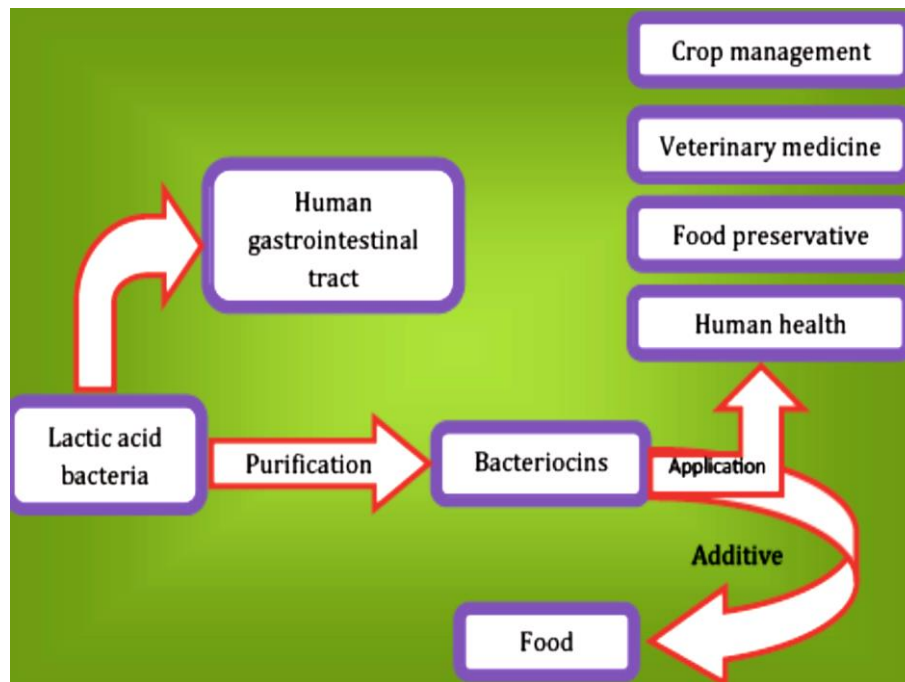 Crop management
Veterinary medicine
Food preservative
Human health
Human
gastrointestinal
tract
Lactic acid
bacteria
Purification
Bacteriocins
Application
Additive
Food